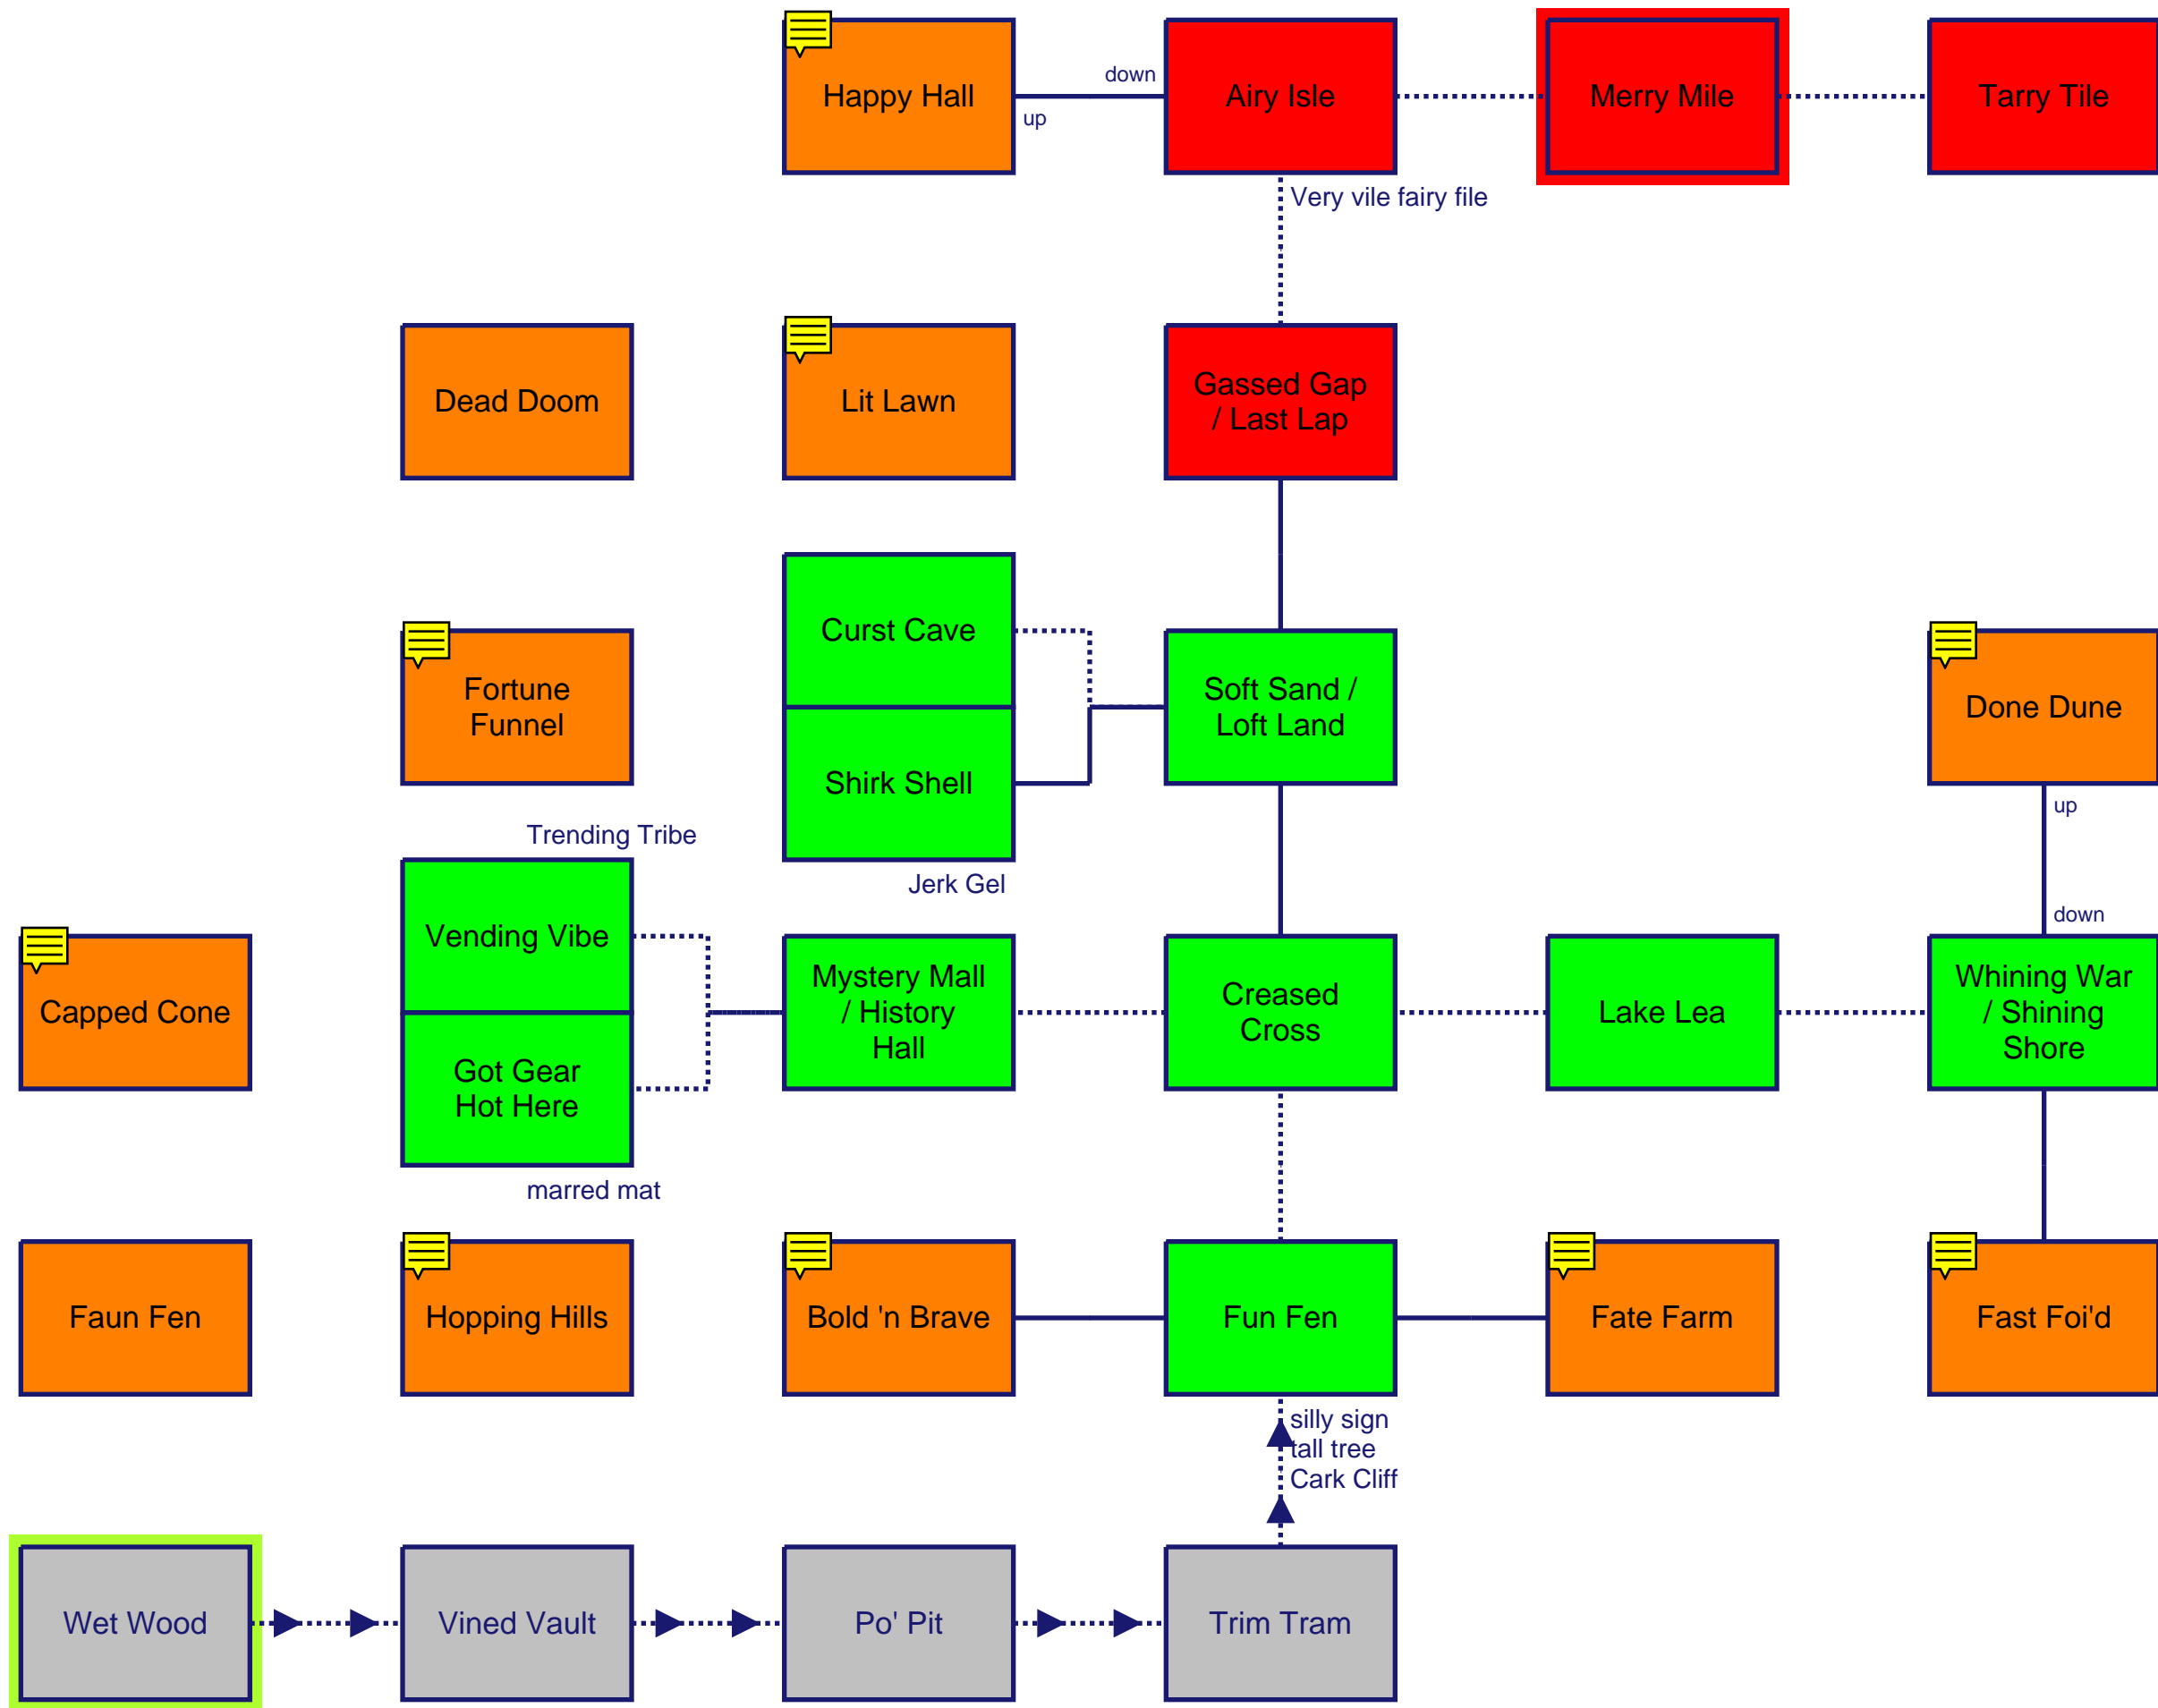 Happy Hall
down
up
Airy Isle
Merry Mile
Tarry Tile
Very vile fairy file
Dead Doom
Lit Lawn
Gassed Gap
/ Last Lap
Curst Cave
Fortune
Funnel
Shirk Shell
Soft Sand /
Loft Land
Done Dune
up
Trending Tribe
Jerk Gel
down
Capped Cone
Vending Vibe
Got Gear
Hot Here
Mystery Mall
/ History
Hall
Creased
Cross
Lake Lea
Whining War
/ Shining
Shore
marred mat
Faun Fen
Hopping Hills
Bold 'n Brave
Fun Fen
Fate Farm
Fast Foi'd
silly sign
tall tree
Cark Cliff
Wet Wood
Vined Vault
Po' Pit
Trim Tram